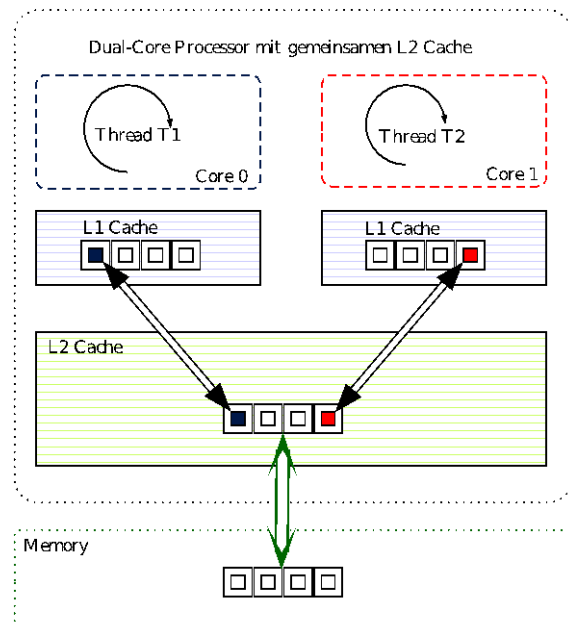 Dual-Core Processor mit gemeinsamen L2 Cache
Thread T1
Core 0
Thread T2
Core 1
L1 Cache
L1 Cache
L2 Cache
Memory